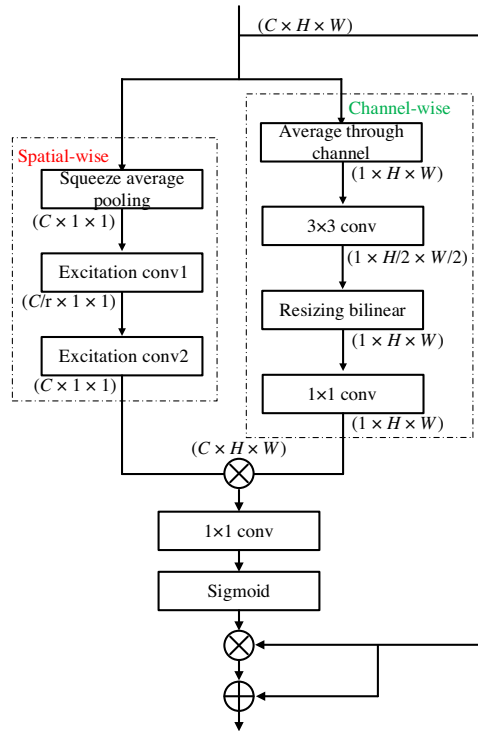 (C × H × W)
Spatial-wise
Squeeze average
pooling
(C × 1 × 1)
Excitation conv1
(C/r × 1 × 1)
Excitation conv2
(C × 1 × 1)
Channel-wise
Average through
channel
(1 × H × W)
3×3 conv
(1 × H/2 × W/2)
Resizing bilinear
(1 × H × W)
1×1 conv
(1 × H × W)
(C × H × W)
1×1 conv
Sigmoid